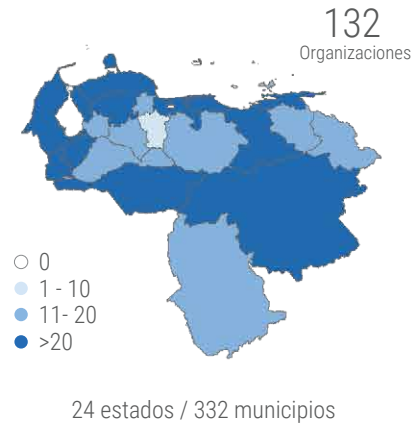 132
Organizaciones
0
1 - 10
11- 20
>20
24 estados / 332 municipios